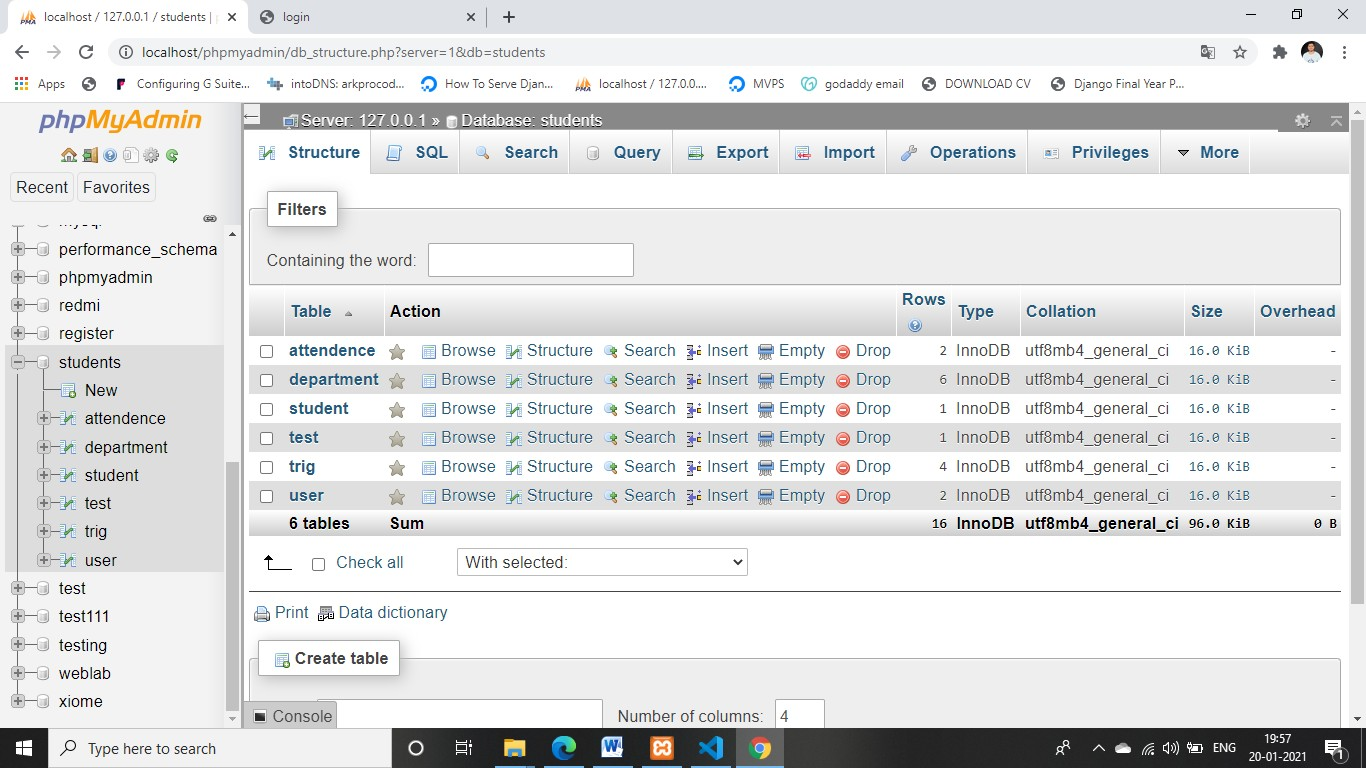 localhost / 127.0.0.1 / students |
login
localhost/phpmyadmin/db_structure.php?server=1&db=students
Apps
Configuring G Suite...
intoDNS: arkprocod...
How To Serve Djan...
localhost / 127.0.0....
MVPS
godaddy email
DOWNLOAD CV
Django Final Year P...
phpMyAdmin
Recent Favorites
mysql
performance_schema
phpmyadmin
redmi
register
students
New
attendence
department
student
test
trig
user
test
test111
testing
weblab
xiome
Server: 127.0.0.1 » Database: students
Structure SQL Search Query Export Import Operations Privileges More
Filters
Containing the word:
Table Action Rows Type Collation Size Overhead
attendence Browse Structure Search Insert Empty Drop 2 InnoDB utf8mb4_general_ci 16.0 KiB -
department Browse Structure Search Insert Empty Drop 6 InnoDB utf8mb4_general_ci 16.0 KiB -
student Browse Structure Search Insert Empty Drop 1 InnoDB utf8mb4_general_ci 16.0 KiB -
test Browse Structure Search Insert Empty Drop 1 InnoDB utf8mb4_general_ci 16.0 KiB -
trig Browse Structure Search Insert Empty Drop 4 InnoDB utf8mb4_general_ci 16.0 KiB -
user Browse Structure Search Insert Empty Drop 2 InnoDB utf8mb4_general_ci 16.0 KiB -
6 tables Sum 16 InnoDB utf8mb4_general_ci 96.0 KiB 0 B
Check all With selected:
Print Data dictionary
Create table
Console
Number of columns: 4
Type here to search
ENG
19:57
20-01-2021
1